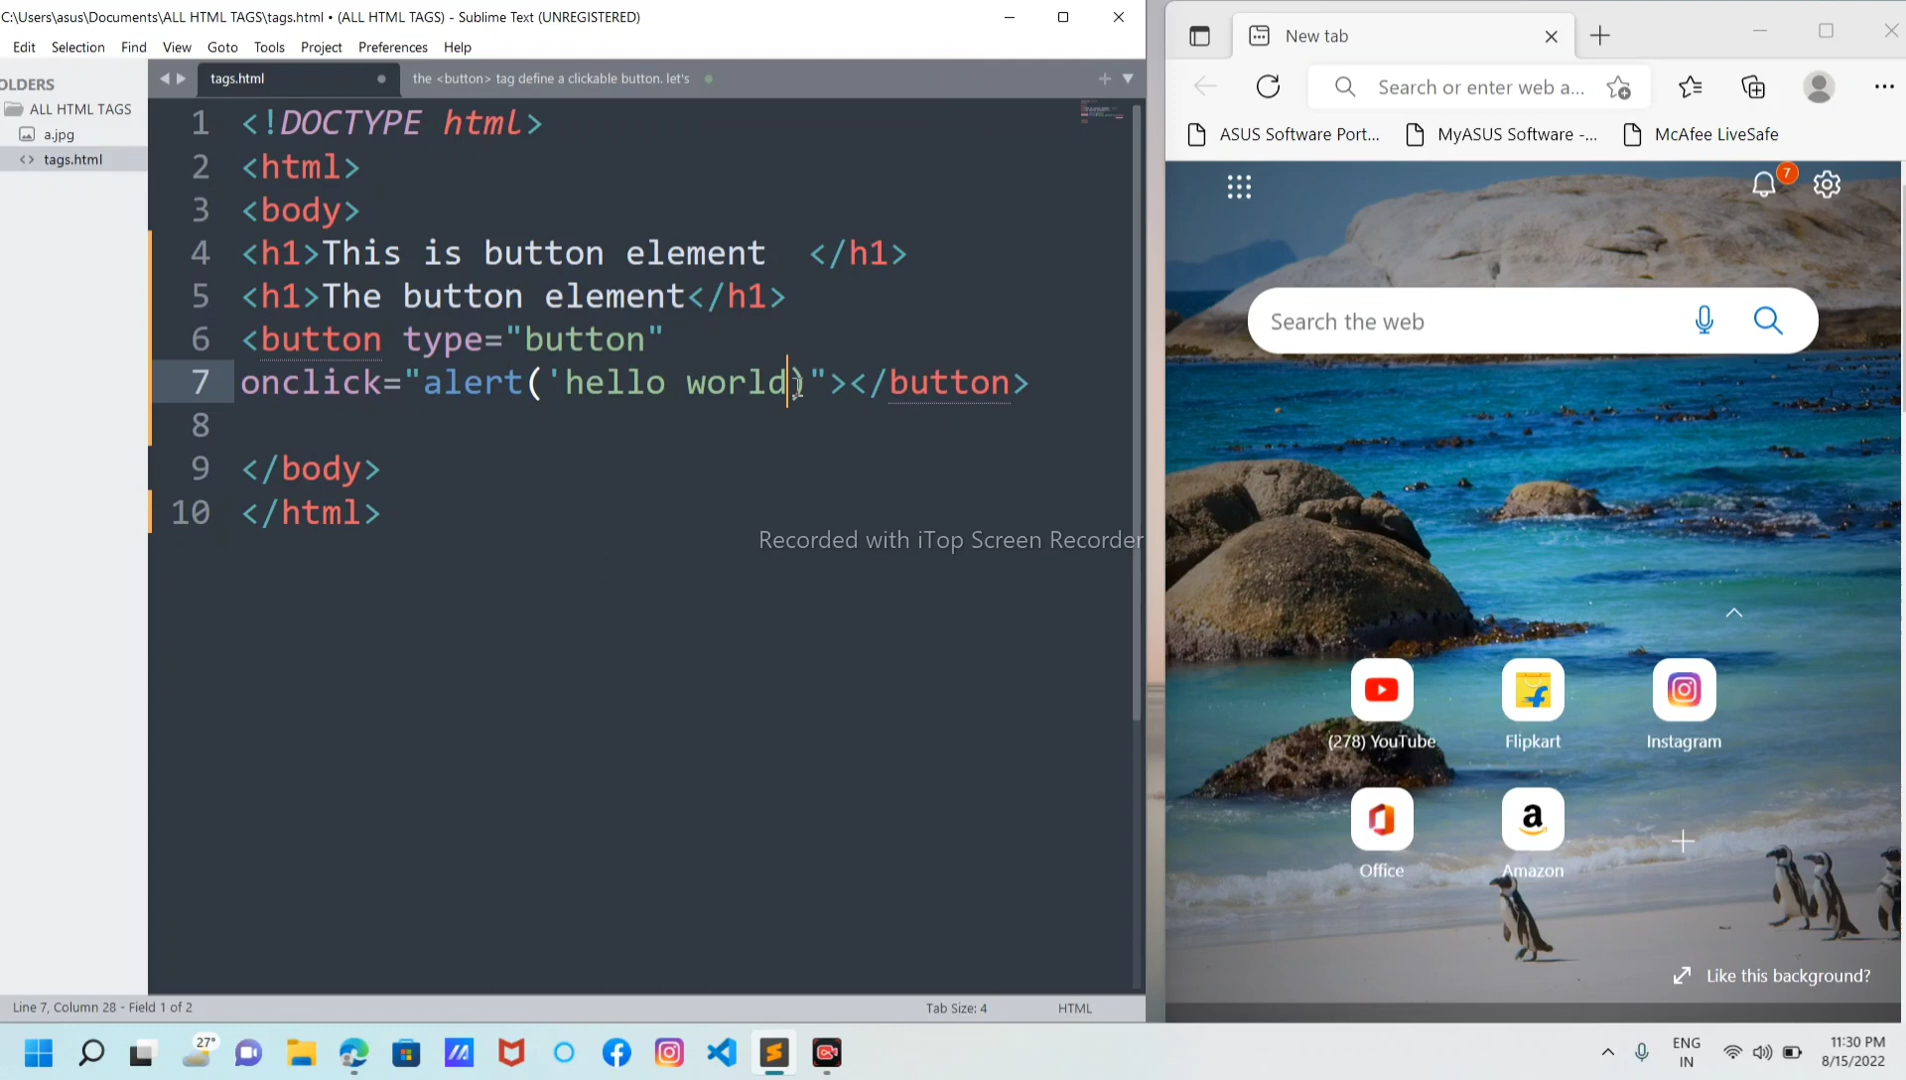 C:\Users\asus\Documents\ALL HTML TAGS\tags.html • (ALL HTML TAGS) - Sublime Text (UNREGISTERED)
Edit Selection Find View Goto Tools Project Preferences Help
OLDERS
ALL HTML TAGS
a.jpg
<> tags.html
tags.html
the <button> tag define a clickable button. let's
1 <!DOCTYPE html>
2 <html>
3 <body>
4 <h1>This is button element  </h1>
5 <h1>The button element</h1>
6 <button type="button"
7 onclick="alert('hello world)"></button>
8
9 </body>
10 </html>
Recorded with iTop Screen Recorder
Line 7, Column 28 - Field 1 of 2
Tab Size: 4
HTML
New tab
Search or enter web a...
ASUS Software Port...
MyASUS Software -...
McAfee LiveSafe
7
Search the web
(278) YouTube
Flipkart
Instagram
a
Office
Amazon
Like this background?
27°
ENG
IN
11:30 PM
8/15/2022